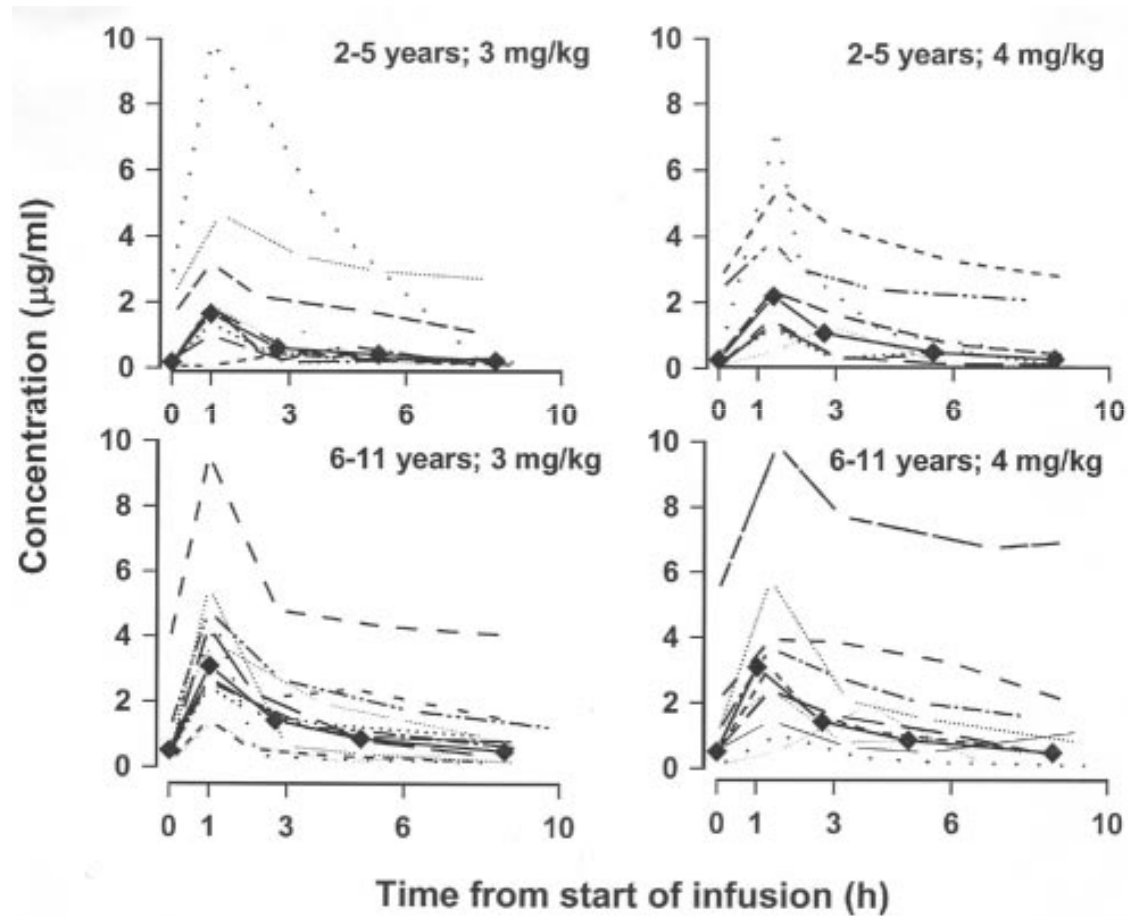 2-5 years; 3 mg/kg
10
8
6
4
2
0
0 1 3 6 10
2-5 years; 4 mg/kg
10
8
6
4
2
0
0 1 3 6 10
Concentration (µg/ml)
6-11 years; 3 mg/kg
10
8
6
4
2
0
0 1 3 6 10
6-11 years; 4 mg/kg
10
8
6
4
2
0
0 1 3 6 10
Time from start of infusion (h)